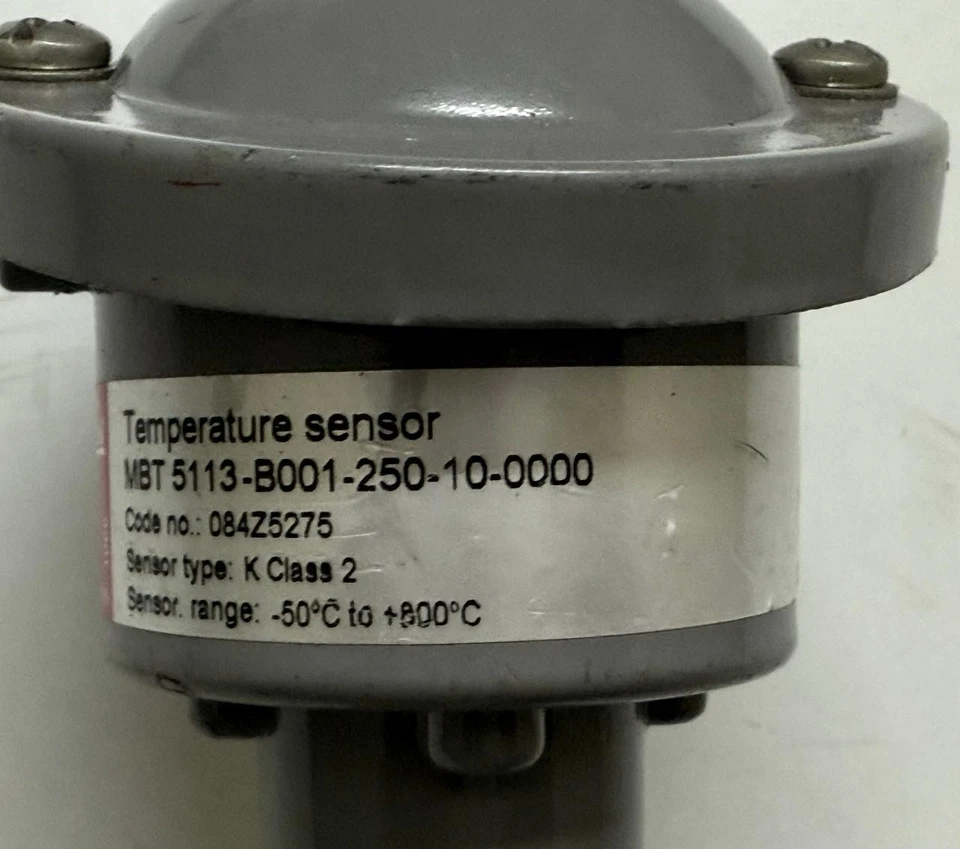 Temperature sensor
MBT 5113-B001-250-10-0000
Code no.: 084Z5275
Sensor type: K Class 2
Sensor. range: -50°C to +800°C